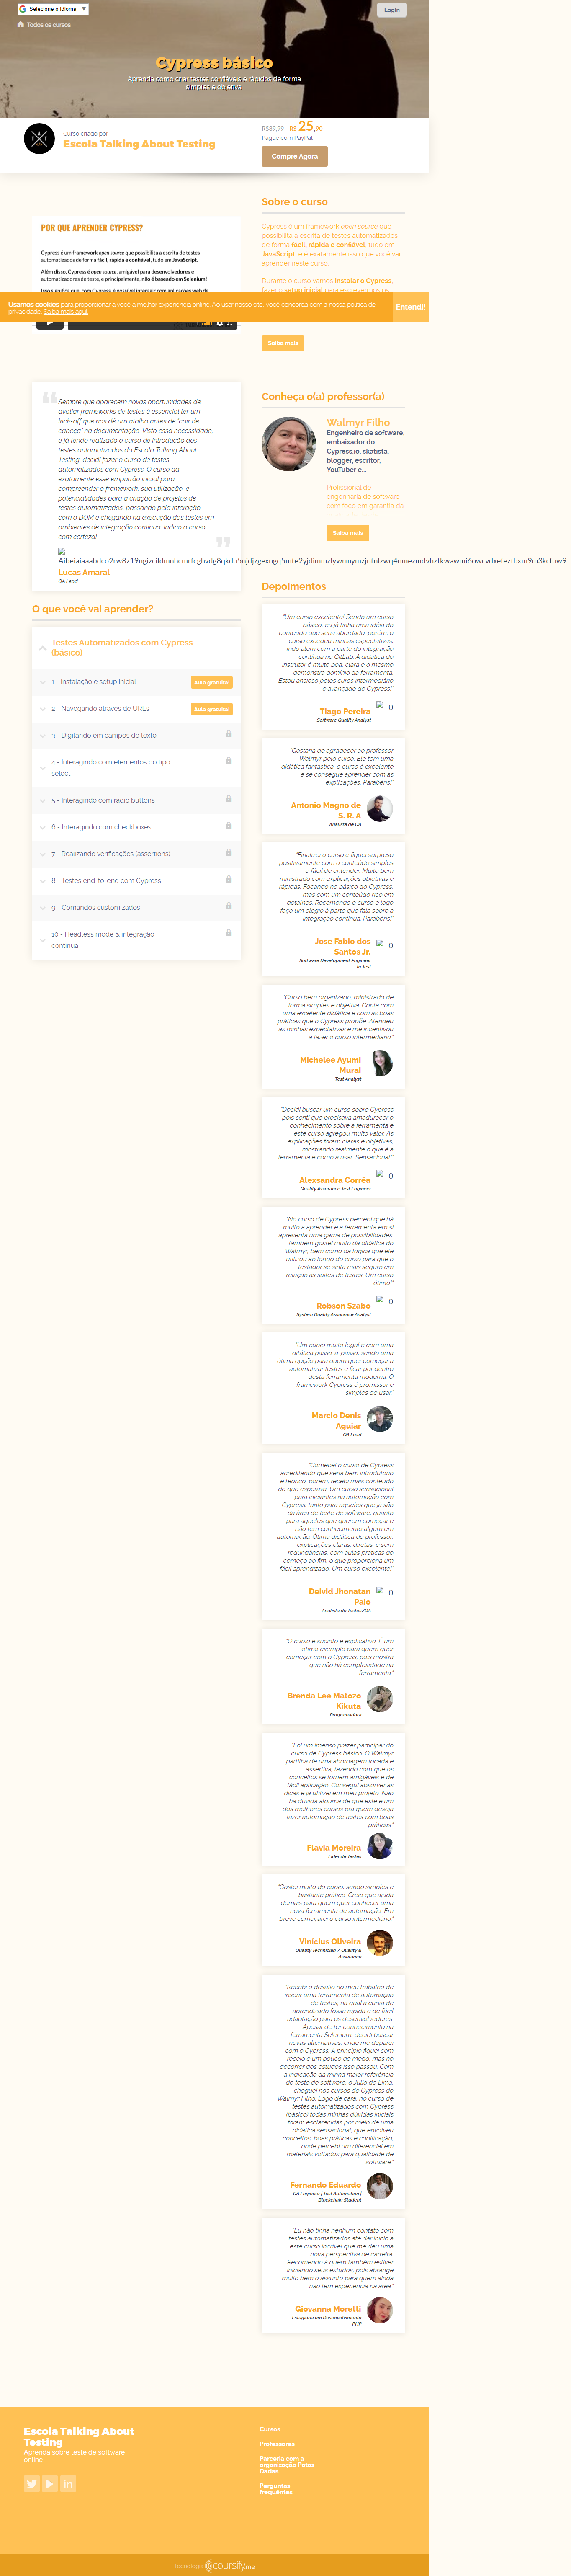 Selecione o idioma ▼
Login
Todos os cursos
Cypress básico
Aprenda como criar testes confiáveis e rápidos de forma
simples e objetiva.
Curso criado por
Escola Talking About Testing
R$39,99 R$ 25,90
Pague com PayPal
Compre Agora
POR QUE APRENDER CYPRESS?
Cypress é um framework open source que possibilita a escrita de testes
automatizados de forma fácil, rápida e confiável, tudo em JavaScript.
Além disso, Cypress é open source, amigável para desenvolvedores e
automatizadores de teste, e principalmente, não é baseado em Selenium!
Isso significa que, com Cypress, é possível interagir com aplicações web de
Sobre o curso
Cypress é um framework open source que
possibilita a escrita de testes automatizados
de forma fácil, rápida e confiável, tudo em
JavaScript, e é exatamente isso que você vai
aprender neste curso.
Durante o curso vamos instalar o Cypress,
fazer o setup inicial para escrevemos os
Usamos cookies para proporcionar a você a melhor experiência online. Ao usar nosso site, você concorda com a nossa política de
privacidade. Saiba mais aqui.
Entendi!
Saiba mais
Sempre que aparecem novas oportunidades de
avaliar frameworks de testes é essencial ter um
kick-off que nos dê um atalho antes de "cair de
cabeça" na documentação. Visto essa necessidade,
e já tendo realizado o curso de introdução aos
testes automatizados da Escola Talking About
Testing, decidi fazer o curso de testes
automatizados com Cypress. O curso dá
exatamente esse empurrão inicial para
compreender o framework, sua utilização, e
potencialidades para a criação de projetos de
testes automatizados, passando pela interação
com o DOM e chegando na execução dos testes em
ambientes de integração contínua. Indico o curso
com certeza!
Aibeiaiaaabdco2rw8z19ngizcildmnhcmrfcghvdg8qkdu5njdjzgexngq5mte2yjdimmzlywrmymzjntnlzwq4nmezmdvhztkwawmi6owcvdxefeztbxm9m3kcfuw9
Lucas Amaral
QA Lead
Conheça o(a) professor(a)
Walmyr Filho
Engenheiro de software,
embaixador do
Cypress.io, skatista,
blogger, escritor,
YouTuber e...
Profissional de
engenharia de software
com foco em garantia da
Saiba mais
O que você vai aprender?
Testes Automatizados com Cypress
(básico)
1 - Instalação e setup inicial
Aula gratuita!
2 - Navegando através de URLs
Aula gratuita!
3 - Digitando em campos de texto
4 - Interagindo com elementos do tipo
select
5 - Interagindo com radio buttons
6 - Interagindo com checkboxes
7 - Realizando verificações (assertions)
8 - Testes end-to-end com Cypress
9 - Comandos customizados
10 - Headless mode & integração
contínua
Depoimentos
"Um curso excelente! Sendo um curso
básico, eu já tinha uma idéia do
conteúdo que seria abordado, porém, o
curso excedeu minhas espectativas,
indo além com a parte de integração
contínua no GitLab. A didática do
instrutor é muito boa, clara e o mesmo
demonstra domínio da ferramenta.
Estou ansioso pelos cursos intermediário
e avançado de Cypress!"
Tiago Pereira
Software Quality Analyst
0
"Gostaria de agradecer ao professor
Walmyr pelo curso. Ele tem uma
didática fantástica, o curso é excelente
e se consegue aprender com as
explicações. Parabéns!"
Antonio Magno de
S. R. A
Analista de QA
"Finalizei o curso e fiquei surpreso
positivamente com o conteúdo simples
e fácil de entender. Muito bem
ministrado com explicações objetivas e
rápidas. Focando no básico do Cypress,
mas com um conteúdo rico em
detalhes. Recomendo o curso e logo
faço um elogio à parte que fala sobre a
integração contínua. Parabéns!"
Jose Fabio dos
Santos Jr.
Software Development Engineer
In Test
0
"Curso bem organizado, ministrado de
forma simples e objetiva. Conta com
uma excelente didática e com as boas
práticas que o Cypress propõe. Atendeu
as minhas expectativas e me incentivou
a fazer o curso intermediário."
Michelee Ayumi
Murai
Test Analyst
"Decidi buscar um curso sobre Cypress
pois senti que precisava amadurecer o
conhecimento sobre a ferramenta e
este curso agregou muito valor. As
explicações foram claras e objetivas,
mostrando realmente o que é a
ferramenta e como a usar. Sensacional!"
Alexsandra Corrêa
Quality Assurance Test Engineer
0
"No curso de Cypress percebi que há
muito a aprender e a ferramenta em si
apresenta uma gama de possibilidades.
Também gostei muito da didática do
Walmyr, bem como da lógica que ele
utilizou ao longo do curso para que o
testador se sinta mais seguro em
relação as suítes de testes. Um curso
ótimo!"
Robson Szabo
System Quality Assurance Analyst
0
"Um curso muito legal e com uma
ditática passo-a-passo, sendo uma
ótima opção para quem quer começar a
automatizar testes e ficar por dentro
desta ferramenta moderna. O
framework Cypress é promissor e
simples de usar."
Marcio Denis
Aguiar
QA Lead
"Comecei o curso de Cypress
acreditando que seria bem introdutório
e teórico, porém, recebi mais conteúdo
do que esperava. Um curso sensacional
para iniciantes na automação com
Cypress, tanto para aqueles que já são
da área de teste de software, quanto
para aqueles que querem começar e
não tem conhecimento algum em
automação. Ótima didática do professor,
explicações claras, diretas, e sem
redundâncias, com aulas práticas do
começo ao fim, o que proporciona um
fácil aprendizado. Um curso excelente!"
Deivid Jhonatan
Paio
Analista de Testes/QA
0
"O curso é sucinto e explicativo. É um
ótimo exemplo para quem quer
começar com o Cypress, pois mostra
que não há complexidade na
ferramenta."
Brenda Lee Matozo
Kikuta
Programadora
"Foi um imenso prazer participar do
curso de Cypress básico. O Walmyr
partilha de uma abordagem focada e
assertiva, fazendo com que os
conceitos se tornem amigáveis e de
fácil aplicação. Consegui absorver as
dicas e já utilizei em meu projeto. Não
há dúvida alguma de que este é um
dos melhores cursos pra quem deseja
fazer automação de testes com boas
práticas."
Flavia Moreira
Líder de Testes
"Gostei muito do curso, sendo simples e
bastante prático. Creio que ajuda
demais para quem quer conhecer uma
nova ferramenta de automação. Em
breve começarei o curso intermediário."
Vinícius Oliveira
Quality Technician / Quality &
Assurance
"Recebi o desafio no meu trabalho de
inserir uma ferramenta de automação
de testes, na qual a curva de
aprendizado fosse rápida e de fácil
adaptação para os desenvolvedores.
Apesar de ter conhecimento na
ferramenta Selenium, decidi buscar
novas alternativas, onde me deparei
com o Cypress. A princípio fiquei com
receio e um pouco de medo, mas no
decorrer dos estudos isso passou. Com
a indicação da minha maior referência
de teste de software, o Júlio de Lima,
cheguei nos cursos de Cypress do
Walmyr Filho. Logo de cara, no curso de
testes automatizados com Cypress
(básico) todas minhas dúvidas iniciais
foram esclarecidas por meio de uma
didática sensacional, que envolveu
conceitos, boas práticas e codificação,
onde percebi um diferencial em
materiais voltados para qualidade de
software."
Fernando Eduardo
QA Engineer | Test Automation |
Blockchain Student
"Eu não tinha nenhum contato com
testes automatizados até dar início a
este curso incrível que me deu uma
nova perspectiva de carreira.
Recomendo à quem também estiver
iniciando seus estudos, pois abrange
muito bem o assunto para quem ainda
não tem experiência na área."
Giovanna Moretti
Estagiária em Desenvolvimento
PHP
Escola Talking About
Testing
Aprenda sobre teste de software
online
Cursos
Professores
Parceria com a
organização Patas
Dadas
Perguntas
frequentes
Tecnologia coursify.me